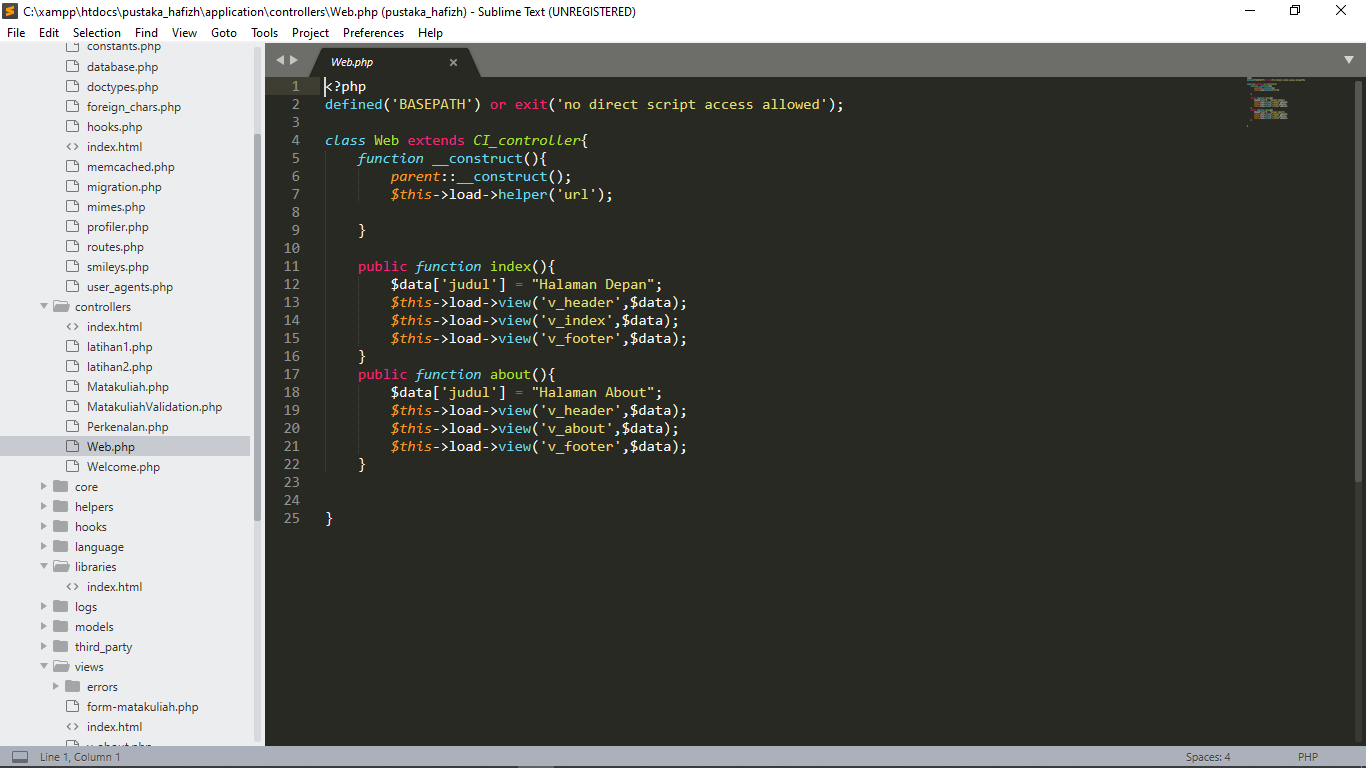 C:\xampp\htdocs\pustaka_hafizh\application\controllers\Web.php (pustaka_hafizh) - Sublime Text (UNREGISTERED)
File Edit Selection Find View Goto Tools Project Preferences Help
constants.php
database.php
doctypes.php
foreign_chars.php
hooks.php
index.html
memcached.php
migration.php
mimes.php
profiler.php
routes.php
smileys.php
user_agents.php
controllers
index.html
latihan1.php
latihan2.php
Matakuliah.php
MatakuliahValidation.php
Perkenalan.php
Web.php
Welcome.php
core
helpers
hooks
language
libraries
index.html
logs
models
third_party
views
errors
form-matakuliah.php
index.html
v_about.php
Web.php
1 <?php
2 defined('BASEPATH') or exit('no direct script access allowed');
3
4 class Web extends CI_controller{
5 function __construct(){
6 parent::__construct();
7 $this->load->helper('url');
8
9 }
10
11 public function index(){
12 $data['judul'] = "Halaman Depan";
13 $this->load->view('v_header',$data);
14 $this->load->view('v_index',$data);
15 $this->load->view('v_footer',$data);
16 }
17 public function about(){
18 $data['judul'] = "Halaman About";
19 $this->load->view('v_header',$data);
20 $this->load->view('v_about',$data);
21 $this->load->view('v_footer',$data);
22 }
23
24
25 }
Line 1, Column 1
Spaces: 4
PHP